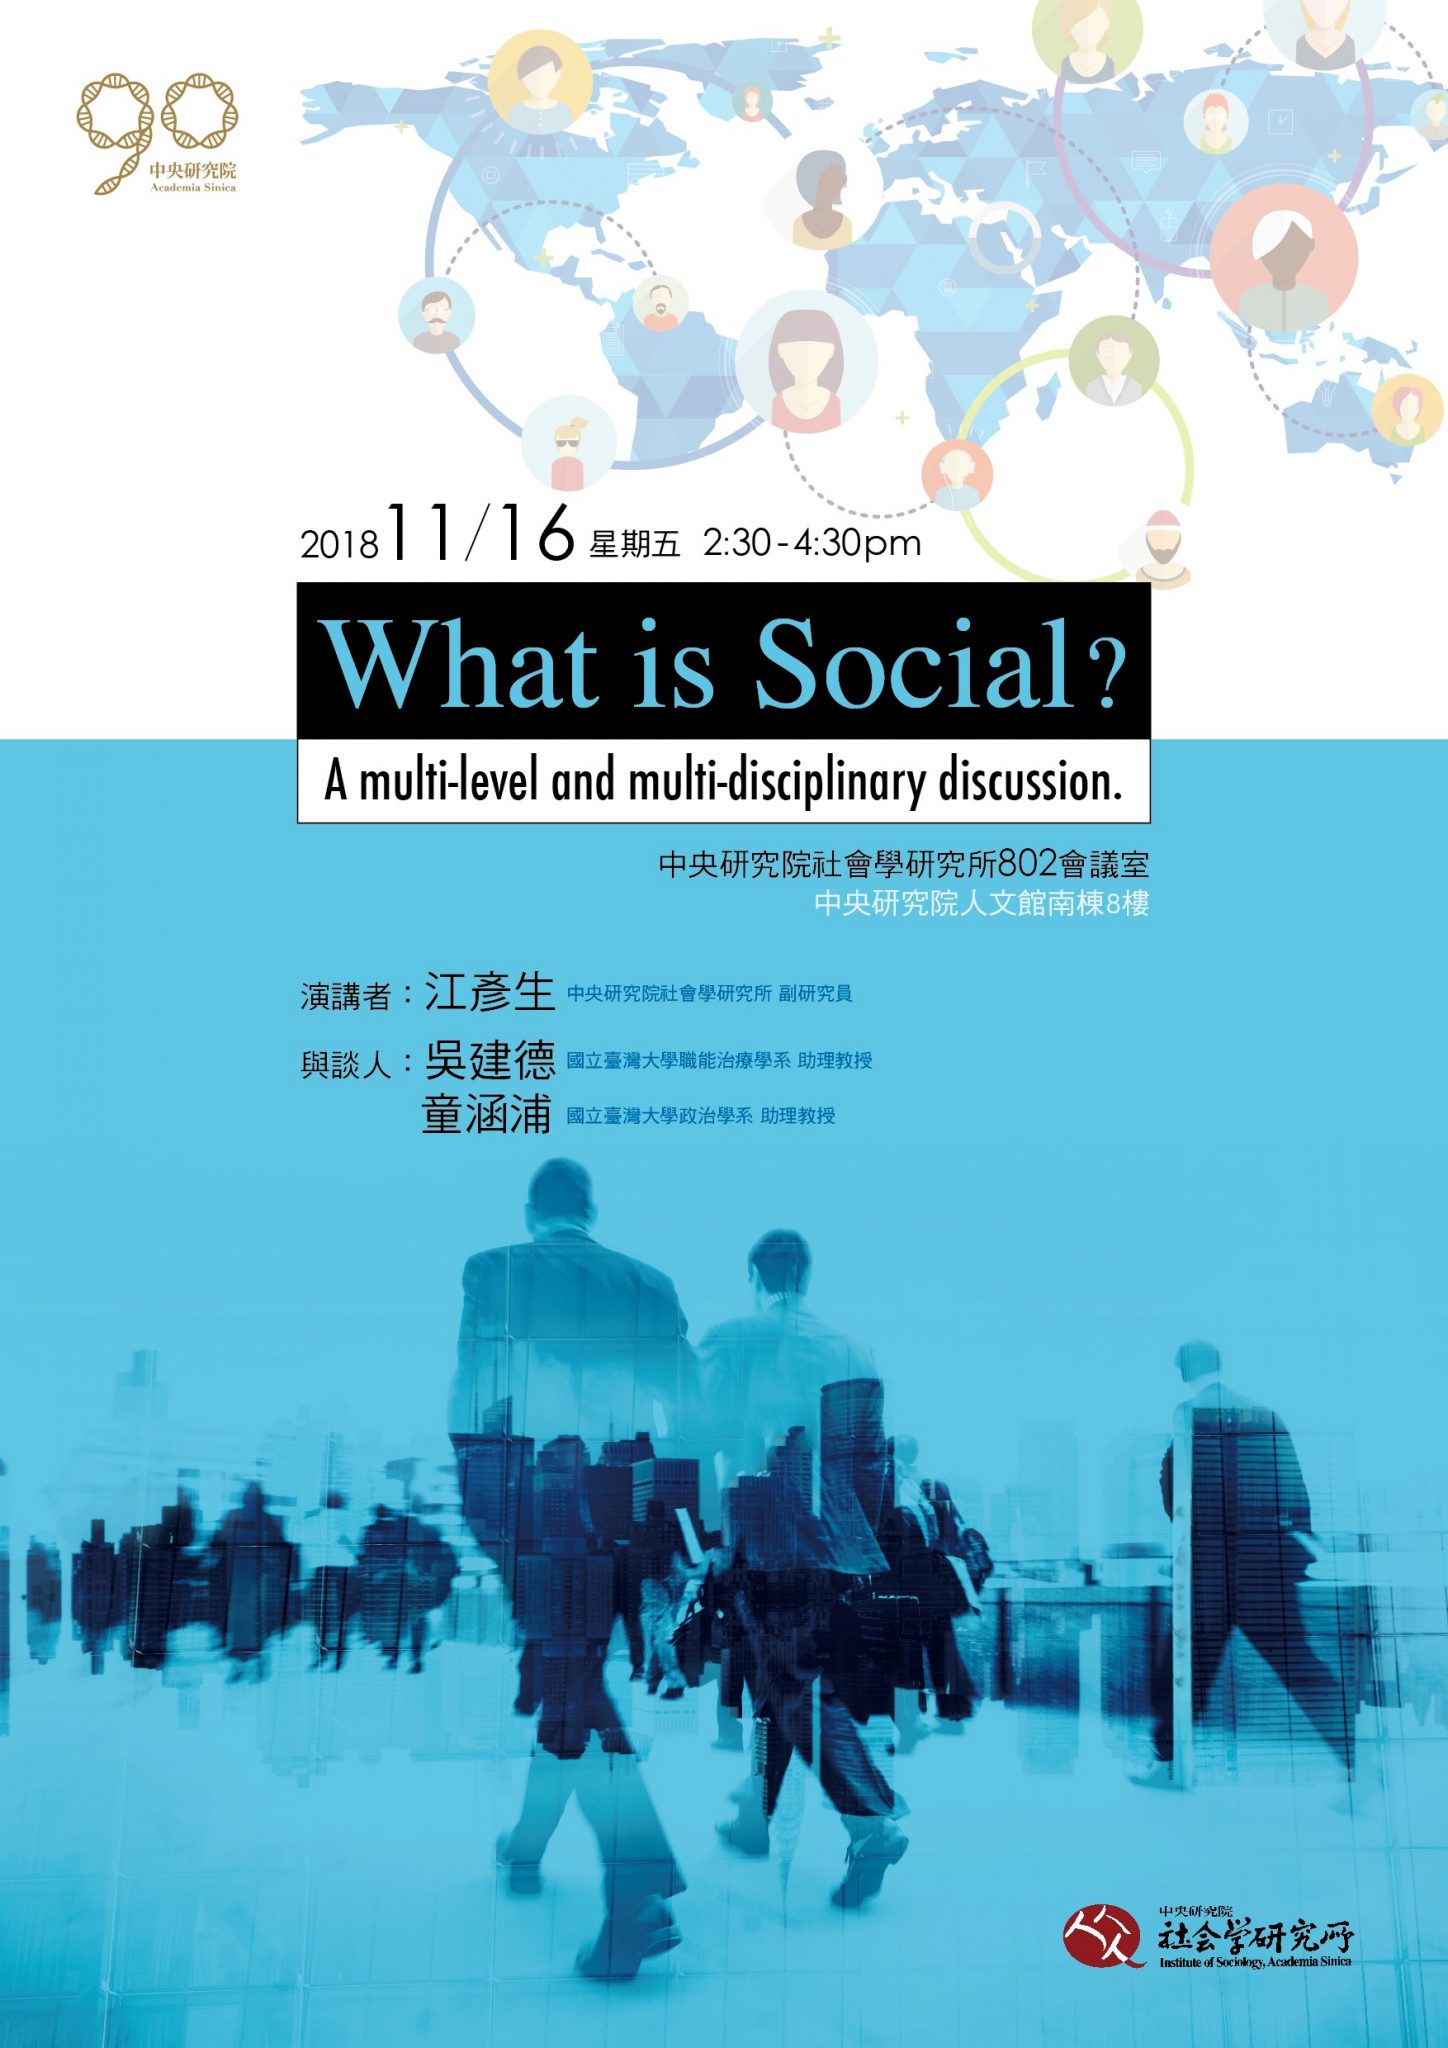 中央研究院
Academia Sinica
2018 11/16 星期五 2:30-4:30pm
What is Social?
A multi-level and multi-disciplinary discussion.
中央研究院社會學研究所802會議室
中央研究院人文館南棟8樓
演講者：江彥生 中央研究院社會學研究所 副研究員
與談人：吳建德 國立臺灣大學職能治療學系 助理教授
童涵浦 國立臺灣大學政治學系 助理教授
中央研究院
社会学研究所
Institute of Sociology, Academia Sinica